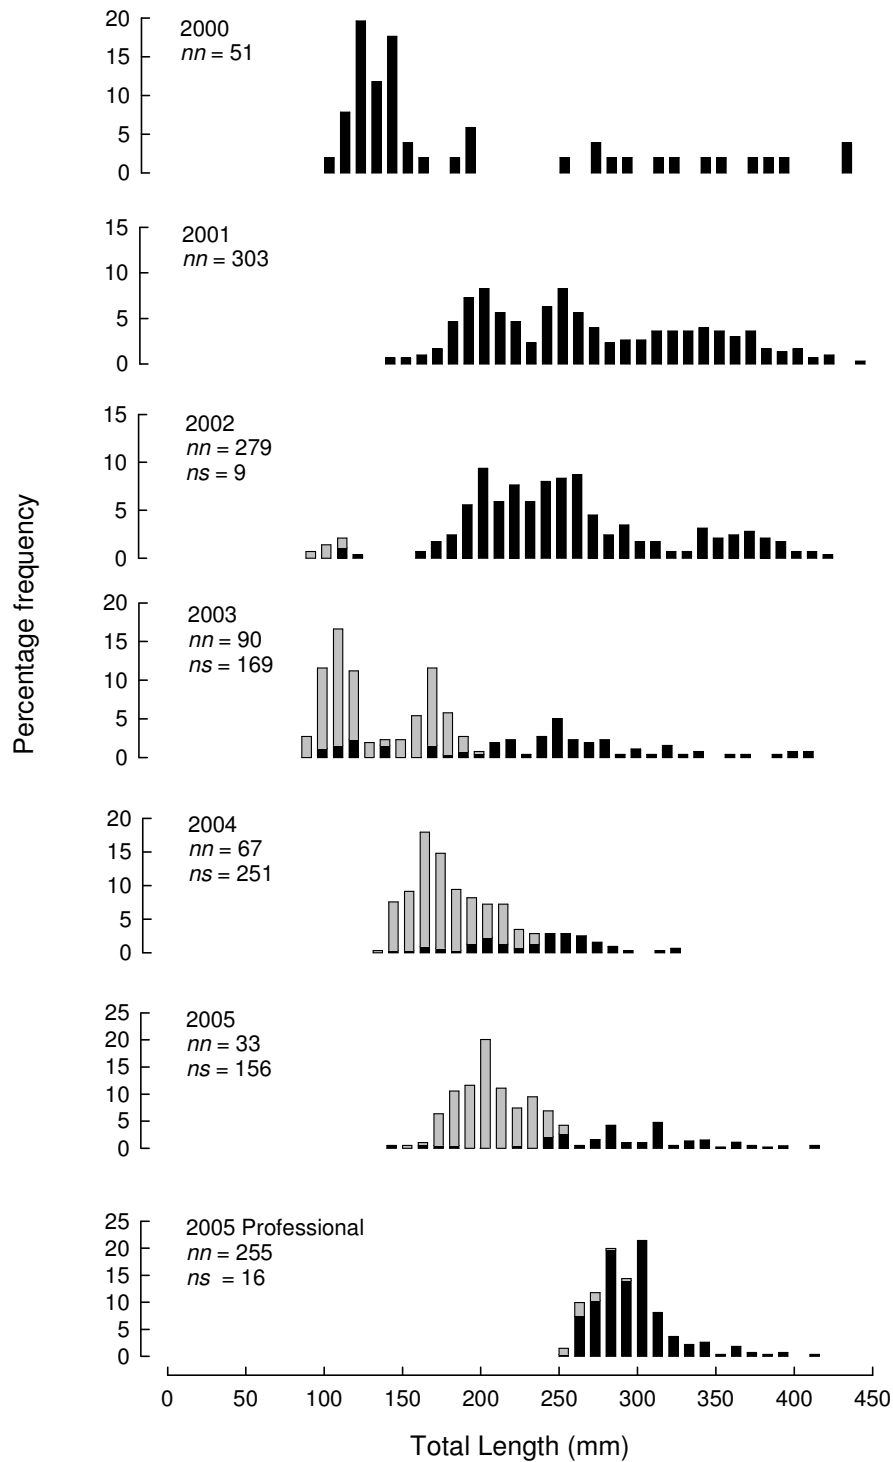 2000
nn = 51
20
15
10
5
0
2001
nn = 303
15
10
5
0
2002
nn = 279
ns = 9
15
10
5
0
Percentage frequency
2003
nn = 90
ns = 169
20
15
10
5
0
2004
nn = 67
ns = 251
20
15
10
5
0
2005
nn = 33
ns = 156
25
20
15
10
5
0
2005 Professional
nn = 255
ns = 16
25
20
15
10
5
0
0 50 100 150 200 250 300 350 400 450
Total Length (mm)